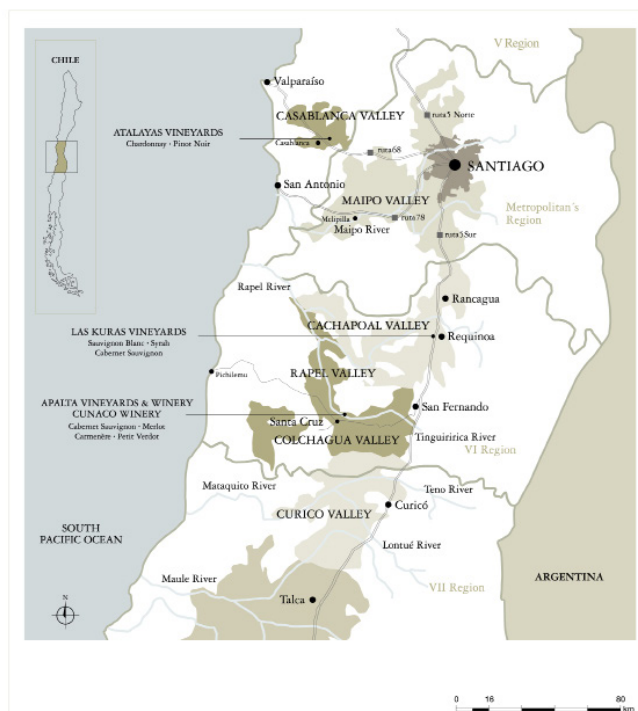 CHILE
V Region
Valparaíso
CASABLANCA VALLEY
ruta5 Norte
ATALAYAS VINEYARDS
Chardonnay - Pinot Noir
Casablanca
ruta68
SANTIAGO
San Antonio
MAIPO VALLEY
Metropolitan's
Region
Melipilla
ruta78
Maipo River
ruta5Sur
Rapel River
Rancagua
CACHAPOAL VALLEY
LAS KURAS VINEYARDS
Sauvignon Blanc - Syrah
Cabernet Sauvignon
Requinoa
RAPEL VALLEY
Pichilemu
APALTA VINEYARDS & WINERY
CUNACO WINERY
Cabernet Sauvignon - Merlot
Carmenère - Petit Verdot
San Fernando
Santa Cruz
COLCHAGUA VALLEY
Tinguiririca River
VI Region
Mataquito River
Teno River
CURICO VALLEY
Curicó
SOUTH
PACIFIC OCEAN
Lontué River
Maule River
VII Region
ARGENTINA
N
Talca
0 16 80
km